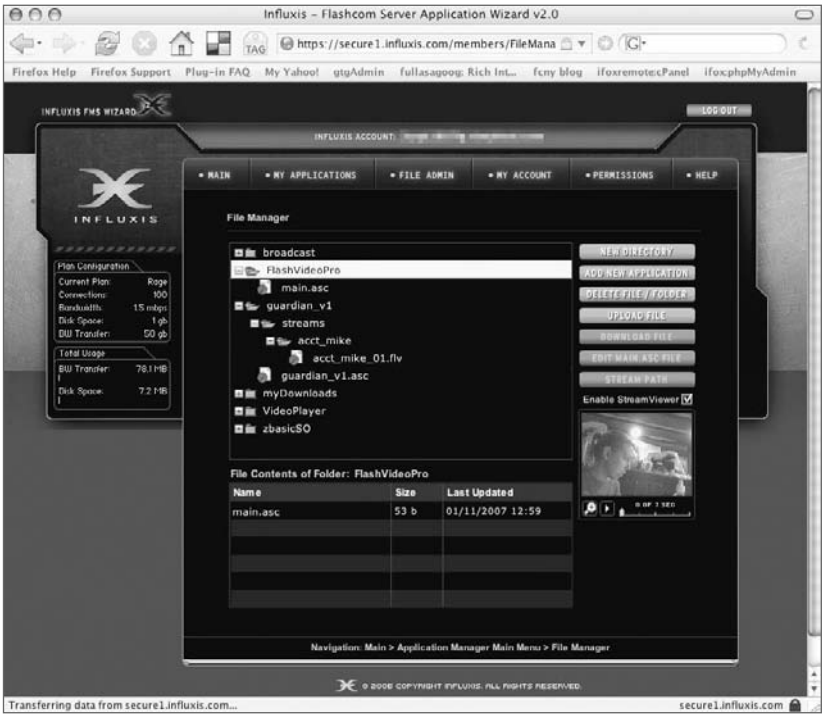 Influxis – Flashcom Server Application Wizard v2.0
TAG
https://secure1.influxis.com/members/FileMana
G
Firefox Help Firefox Support Plug-in FAQ My Yahoo! gtgAdmin fullasagoog: Rich Int... fcny blog ifoxremote:cPanel ifox:phpMyAdmin
INFLUXIS FMS WIZARD
LOG OUT
INFLUXIS ACCOUNT:
MAIN MY APPLICATIONS FILE ADMIN MY ACCOUNT PERMISSIONS HELP
INFLUXIS
File Manager
Plan Configuration
Current Plan: Rage
Connections: 100
Bandwidth: 15 mbps
Disk Space: 1 gb
BW Transfer: 50 gb
Total Usage
BW Transfer: 78.1 MB
Disk Space: 7.2 MB
broadcast
FlashVideoPro
main.asc
guardian_v1
streams
acct_mike
acct_mike_01.flv
guardian_v1.asc
myDownloads
VideoPlayer
zbasicSO
NEW DIRECTORY
ADD NEW APPLICATION
DELETE FILE / FOLDER
UPLOAD FILE
DOWNLOAD FILE
EDIT MAIN ASC FILE
STREAM PATH
Enable StreamViewer
0 OF 3 SEC
File Contents of Folder: FlashVideoPro
Name Size Last Updated
main.asc 53 b 01/11/2007 12:59
Navigation: Main > Application Manager Main Menu > File Manager
© 2006 COPYRIGHT INFLUXIS. ALL RIGHTS RESERVED.
Transferring data from secure1.influxis.com...
secure1.influxis.com